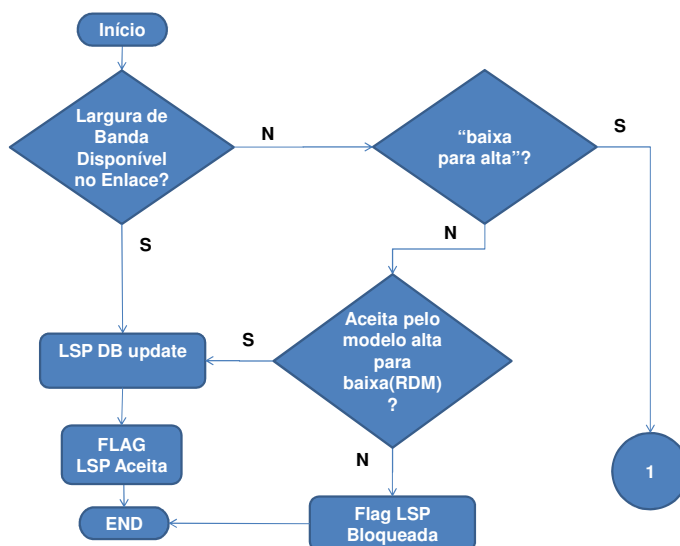 Início
Largura de
Banda
Disponível
no Enlace?
N
“baixa
para alta”?
S
S
N
LSP DB update
S
Aceita pelo
modelo alta
para
baixa(RDM)
?
FLAG
LSP Aceita
N
1
END
Flag LSP
Bloqueada